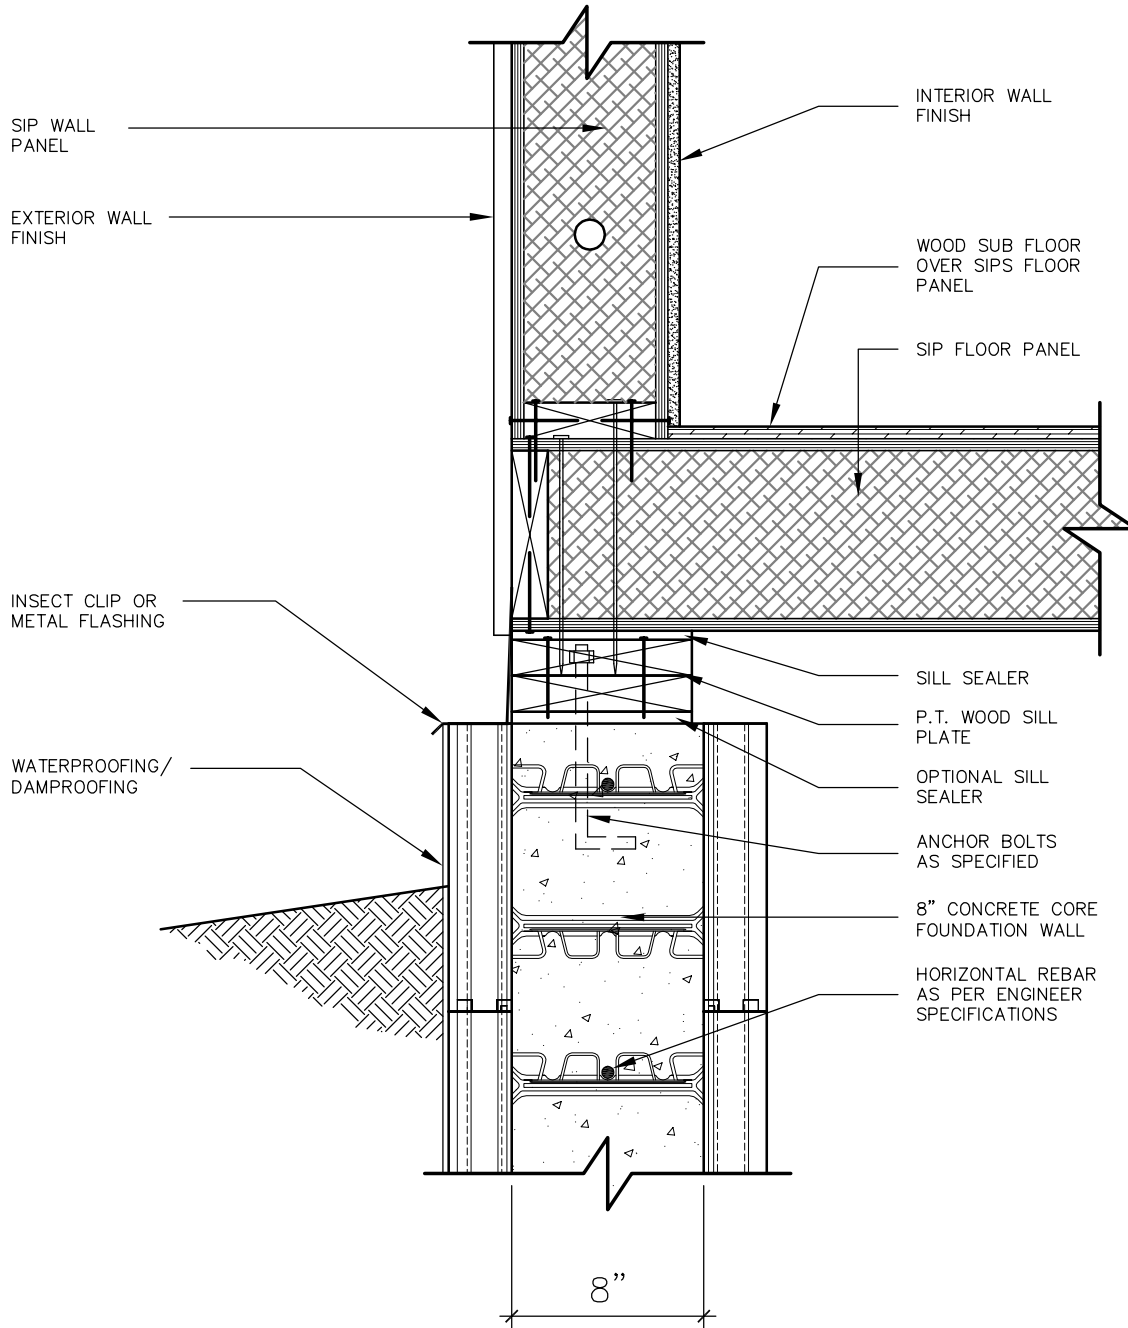 SIP WALL
PANEL
EXTERIOR WALL
FINISH
INSECT CLIP OR
METAL FLASHING
WATERPROOFING/
DAMPROOFING
INTERIOR WALL
FINISH
WOOD SUB FLOOR
OVER SIPS FLOOR
PANEL
SIP FLOOR PANEL
SILL SEALER
P.T. WOOD SILL
PLATE
OPTIONAL SILL
SEALER
ANCHOR BOLTS
AS SPECIFIED
8” CONCRETE CORE
FOUNDATION WALL
HORIZONTAL REBAR
AS PER ENGINEER
SPECIFICATIONS
8”